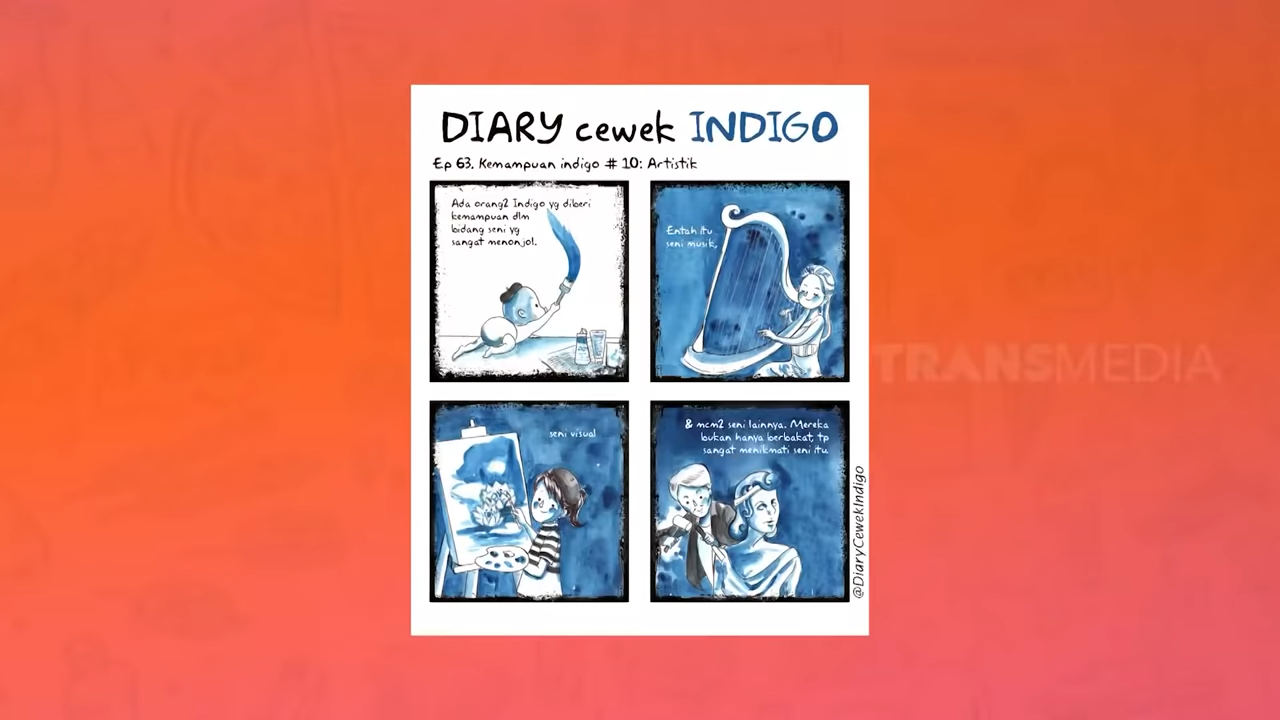 DIARY cewek INDIGO
Ep 63. Kemampuan indigo # 10: Artistik
Ada orang2 Indigo yg diberi
kemampuan dlm
bidang seni yg
sangat menonjol.
Entah itu
seni musik,
seni visual
& mcm2 seni lainnya. Mereka
bukan hanya berbakat, tp
sangat menikmati seni itu.
@DiaryCewekIndigo
TRANSMEDIA